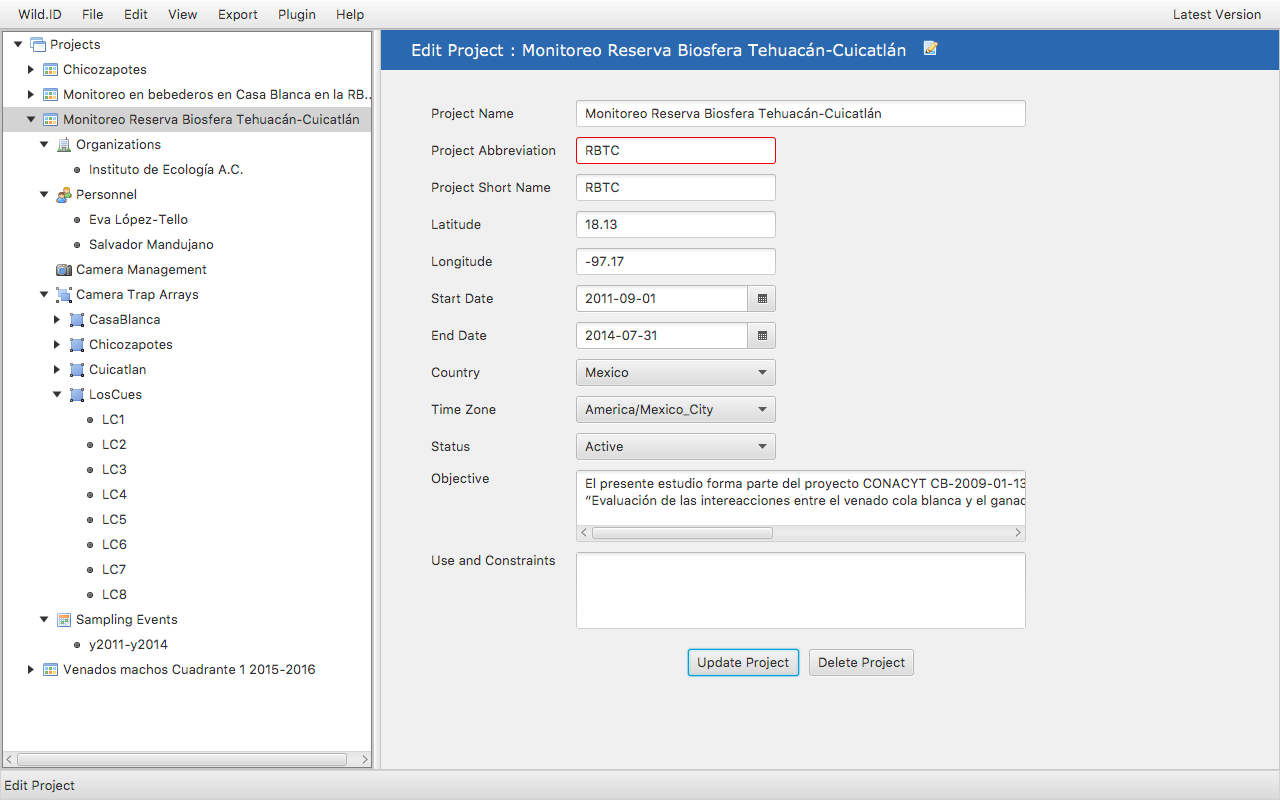 Wild.ID File Edit View Export Plugin Help Latest Version
Projects
Chicozapotes
Monitoreo en bebederos en Casa Blanca en la RB..
Monitoreo Reserva Biosfera Tehuacán-Cuicatlán
Organizations
Instituto de Ecología A.C.
Personnel
Eva López-Tello
Salvador Mandujano
Camera Management
Camera Trap Arrays
CasaBlanca
Chicozapotes
Cuicatlan
LosCues
LC1
LC2
LC3
LC4
LC5
LC6
LC7
LC8
Sampling Events
y2011-y2014
Venados machos Cuadrante 1 2015-2016
Edit Project : Monitoreo Reserva Biosfera Tehuacán-Cuicatlán
Project Name Monitoreo Reserva Biosfera Tehuacán-Cuicatlán
Project Abbreviation RBTC
Project Short Name RBTC
Latitude 18.13
Longitude -97.17
Start Date 2011-09-01
End Date 2014-07-31
Country Mexico
Time Zone America/Mexico_City
Status Active
Objective El presente estudio forma parte del proyecto CONACYT CB-2009-01-13
“Evaluación de las intereacciones entre el venado cola blanca y el ganad
Use and Constraints
Update Project Delete Project
Edit Project